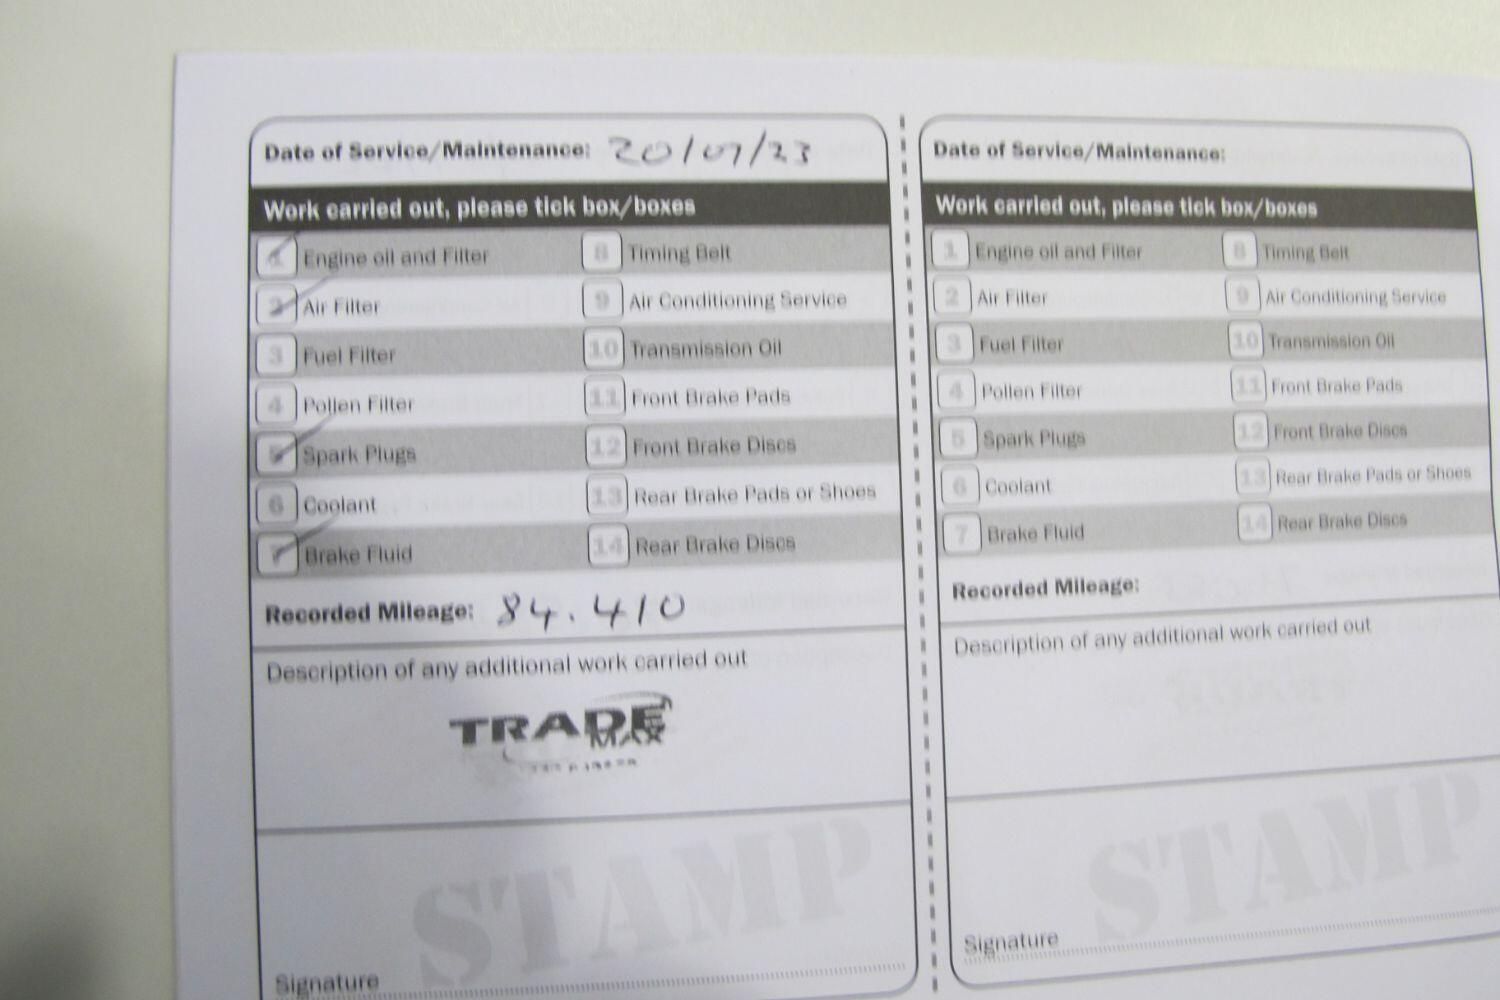 Date of Service/Maintenance: 20/07/23
Work carried out, please tick box/boxes
1 Engine oil and Filter 8 Timing Belt
2 Air Filter 9 Air Conditioning Service
3 Fuel Filter 10 Transmission Oil
4 Pollen Filter 11 Front Brake Pads
5 Spark Plugs 12 Front Brake Discs
6 Coolant 13 Rear Brake Pads or Shoes
7 Brake Fluid 14 Rear Brake Discs
Recorded Mileage: 84.410
Description of any additional work carried out
TRADE
MAX
STAMP
Signature
Date of Service/Maintenance:
Work carried out, please tick box/boxes
1 Engine oil and Filter 8 Timing Belt
2 Air Filter 9 Air Conditioning Service
3 Fuel Filter 10 Transmission Oil
4 Pollen Filter 11 Front Brake Pads
5 Spark Plugs 12 Front Brake Discs
6 Coolant 13 Rear Brake Pads or Shoes
7 Brake Fluid 14 Rear Brake Discs
Recorded Mileage:
Description of any additional work carried out
STAMP
Signature